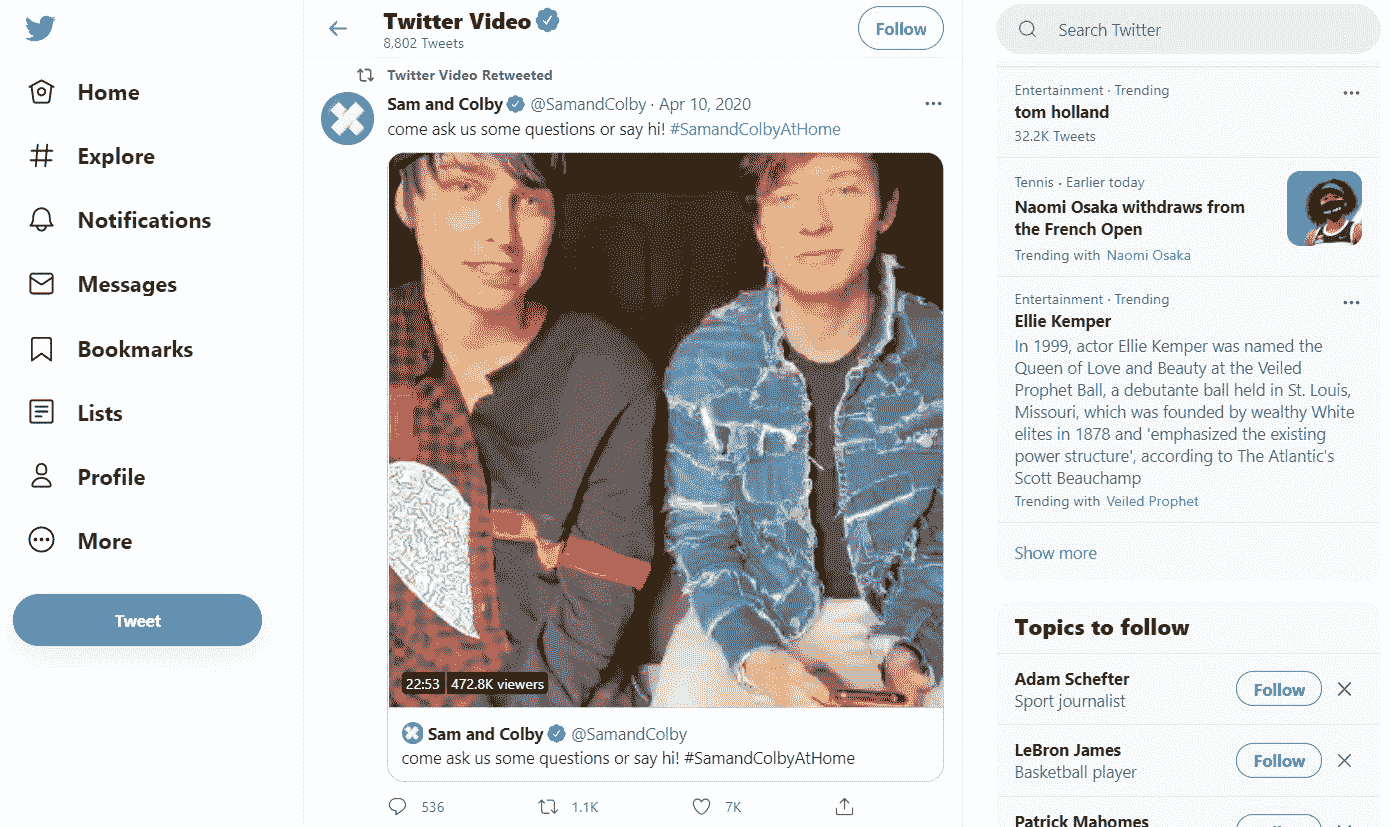 Home
Explore
Notifications
Messages
Bookmarks
Lists
Profile
More
Tweet
Twitter Video
8,802 Tweets
Follow
Twitter Video Retweeted
Sam and Colby @SamandColby · Apr 10, 2020
come ask us some questions or say hi! #SamandColbyAtHome
22:53 472.8K viewers
Sam and Colby @SamandColby
come ask us some questions or say hi! #SamandColbyAtHome
536 1.1K 7K
Search Twitter
Entertainment · Trending
tom holland
32.2K Tweets
Tennis · Earlier today
Naomi Osaka withdraws from
the French Open
Trending with Naomi Osaka
Entertainment · Trending
Ellie Kemper
In 1999, actor Ellie Kemper was named the
Queen of Love and Beauty at the Veiled
Prophet Ball, a debutante ball held in St. Louis,
Missouri, which was founded by wealthy White
elites in 1878 and 'emphasized the existing
power structure', according to The Atlantic's
Scott Beauchamp
Trending with Veiled Prophet
Show more
Topics to follow
Adam Schefter
Sport journalist
Follow
LeBron James
Basketball player
Follow
Patrick Mahomes